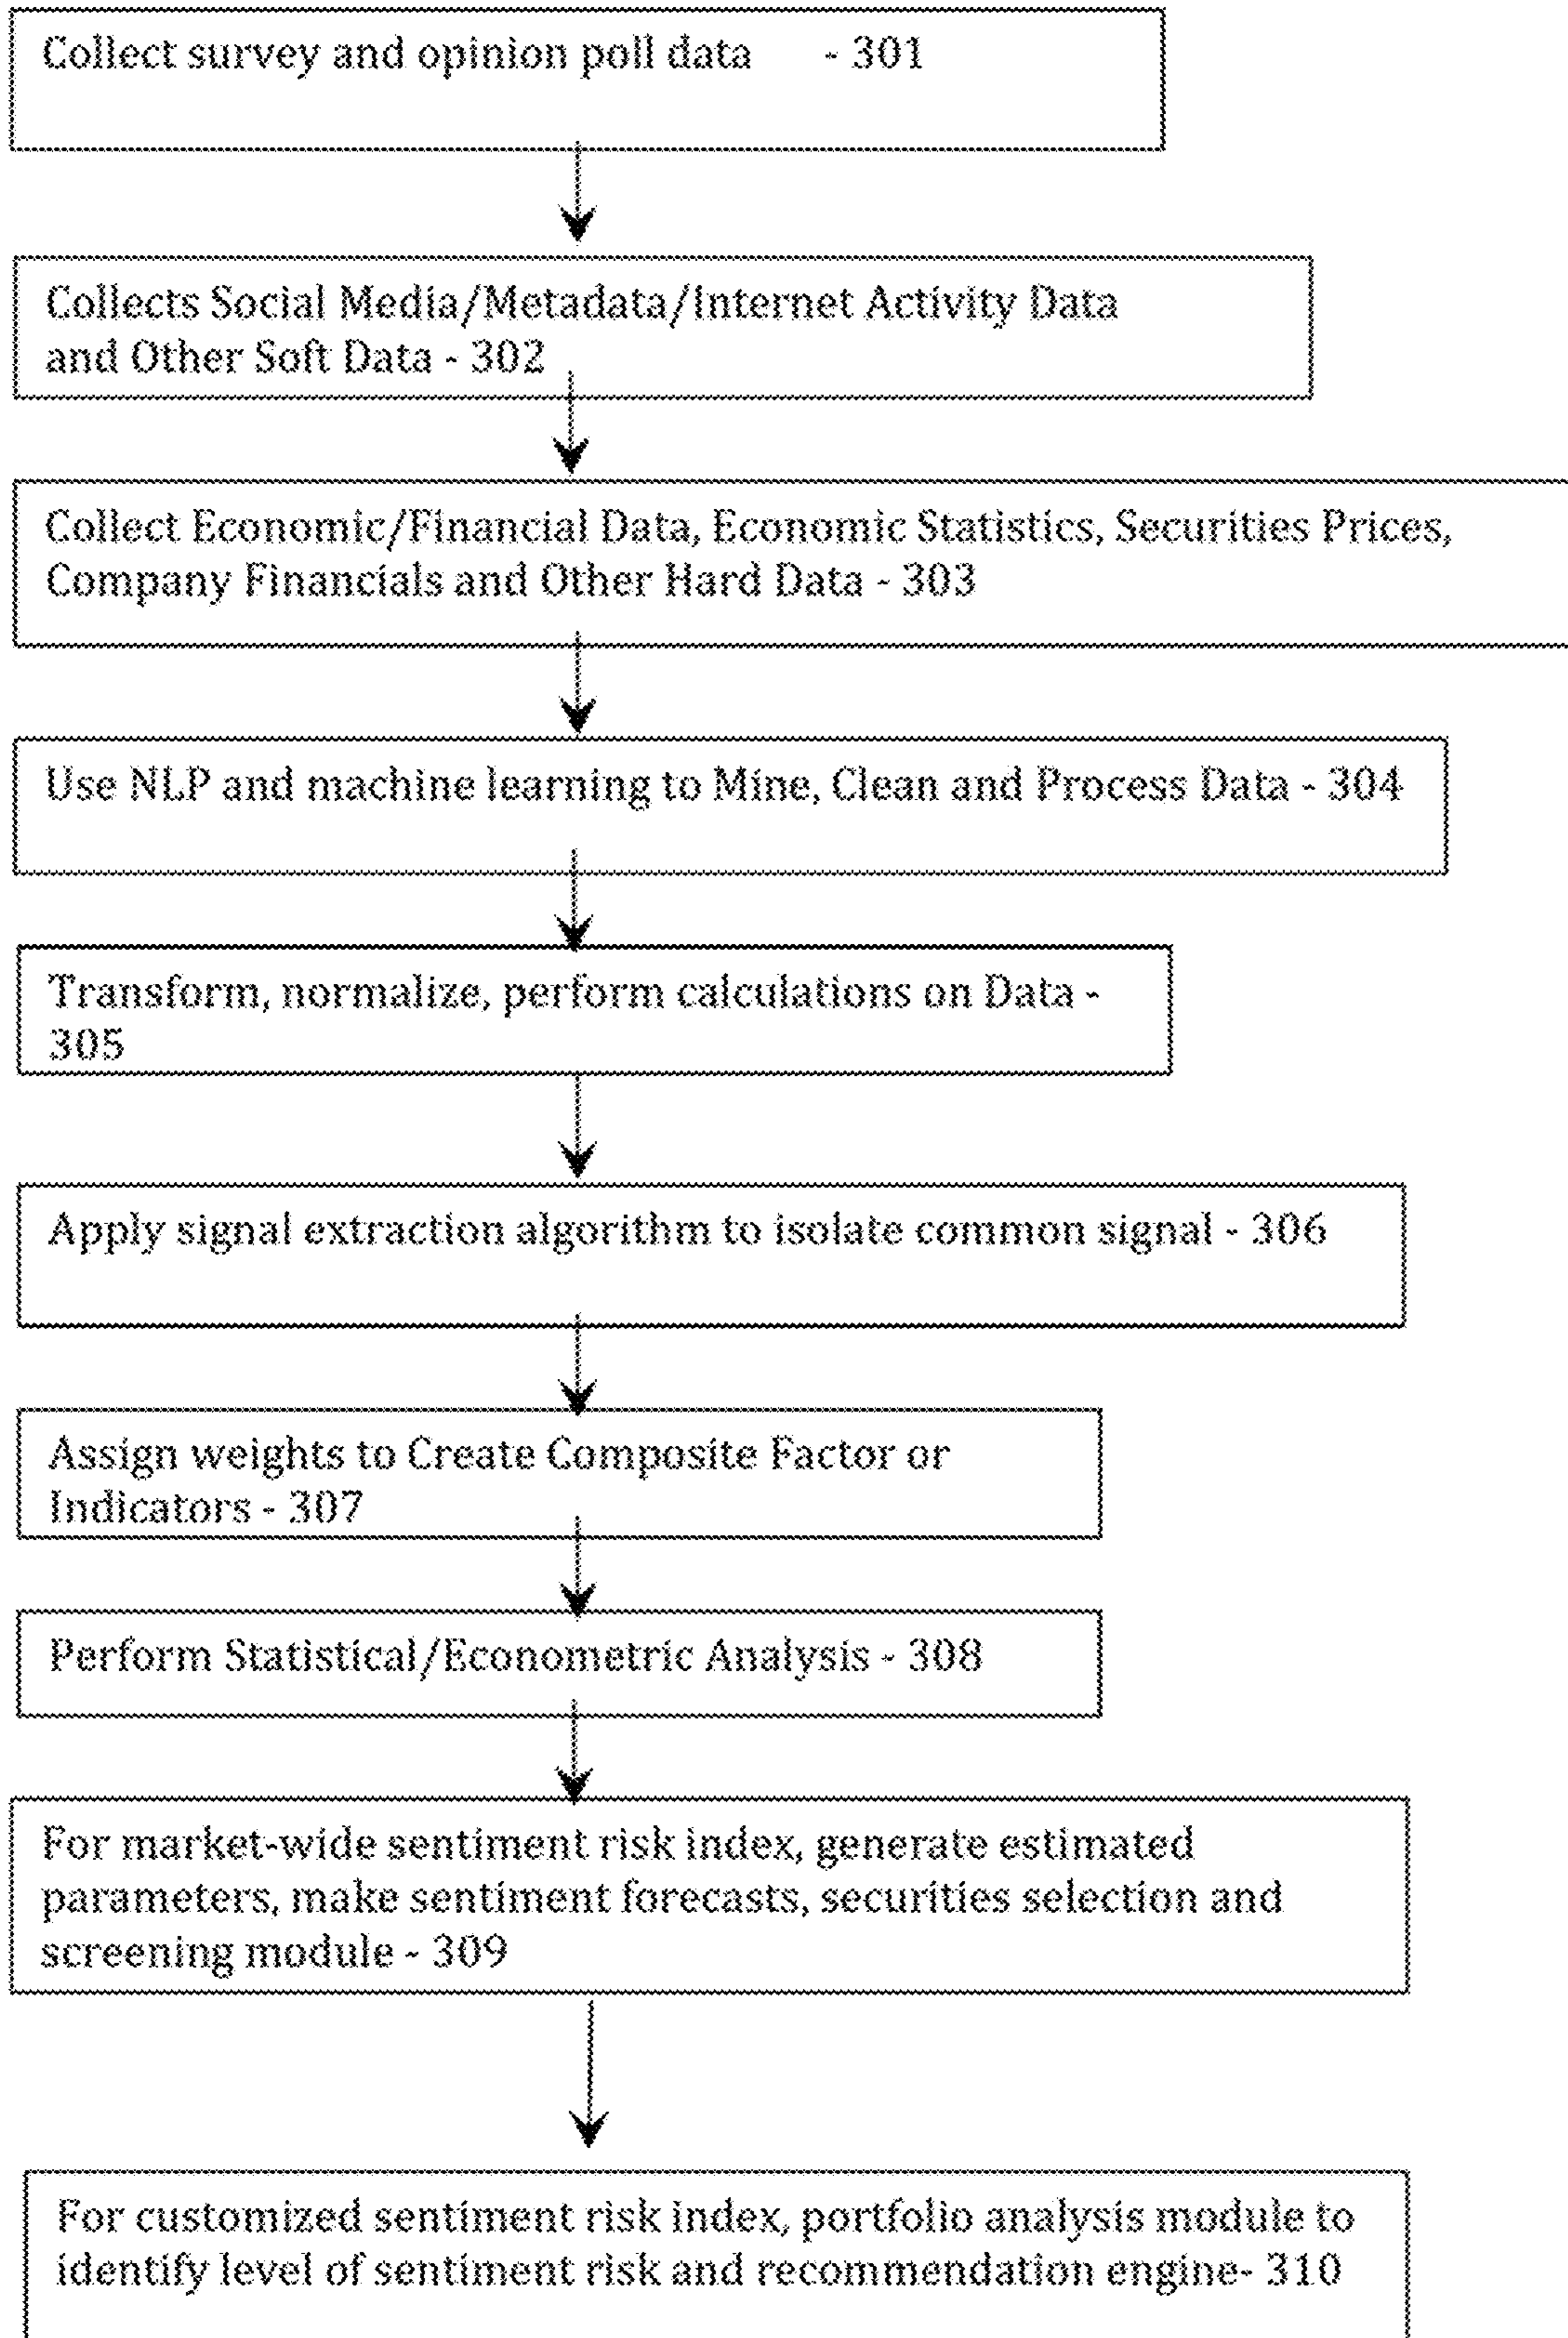 Collect survey and opinion poll data - 301
Collects Social Media/Metadata/Internet Activity Data
and Other Soft Data - 302
Collect Economic/Financial Data, Economic Statistics, Securities Prices,
Company Financials and Other Hard Data - 303
Use NLP and machine learning to Mine, Clean and Process Data - 304
Transform, normalize, perform calculations on Data -
305
Apply signal extraction algorithm to isolate common signal - 306
Assign weights to Create Composite Factor or
Indicators - 307
Perform Statistical/Econometric Analysis - 308
For market-wide sentiment risk index, generate estimated
parameters, make sentiment forecasts, securities selection and
screening module - 309
For customized sentiment risk index, portfolio analysis module to
identify level of sentiment risk and recommendation engine- 310